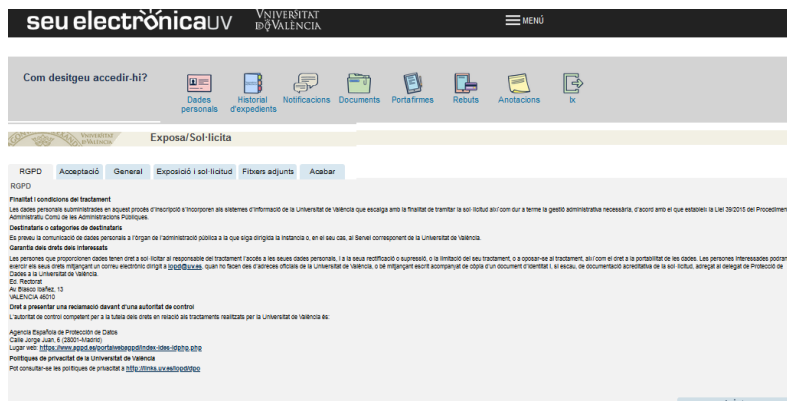 seu electrònicauv
VNIVERSITAT
D VALÈNCIA
MENÚ
Com desitgeu accedir-hi?
Dades personals
Historial d'expedients
Notificacions
Documents
Portafirmes
Rebuts
Anotacions
Ix
VNIVERSITAT
D VALÈNCIA
Exposa/Sol·licita
RGPD Acceptació General Exposició i sol·licitud Fitxers adjunts Acabar
RGPD
Finalitat i condicions del tractament
Les dades personals subministrades en aquest procés d'inscripció s'incorporen als sistemes d'informació de la Universitat de València que escaiga amb la finalitat de tramitar la sol·licitud així com dur a terme la gestió administrativa necessària, d'acord amb el que estableix la Llei 39/2015 del Procediment
Administratiu Comú de les Administracions Públiques.
Destinataris o categories de destinataris
Es preveu la comunicació de dades personals a l'òrgan de l'administració pública a la que siga dirigida la instancia o, en el seu cas, al Servei corresponent de la Universitat de València.
Garantia dels drets dels Interessats
Les persones que proporcionen dades tenen dret a sol·licitar al responsable del tractament l'accés a les seues dades personals, i a la seua rectificació o supressió, o la limitació del seu tractament, o a oposar-se al tractament, així com el dret a la portabilitat de les dades. Les persones interessades podran
exercir els seus drets mitjançant un correu electrònic dirigit a lopd@uv.es, quan ho facen des d'adreces oficials de la Universitat de València, o bé mitjançant escrit acompanyat de còpia d'un document d'identitat i, si escau, de documentació acreditativa de la sol·licitud, adreçat al delegat de Protecció de
Dades a la Universitat de València.
Ed. Rectorat
Av Blasco Ibañez, 13
VALENCIA 46010
Dret a presentar una reclamació davant d'una autoritat de control
L'autoritat de control competent per a la tutela dels drets en relació als tractaments realitzats per la Universitat de València és:
Agencia Española de Protección de Datos
Calle Jorge Juan, 6 (28001-Madrid)
Lugar web: https://www.agpd.es/portalwebagpd/index-ides-idphp.php
Polítiques de privacitat de la Universitat de València
Pot consultar-se les polítiques de privacitat a http://links.uv.es/lopd/dpo